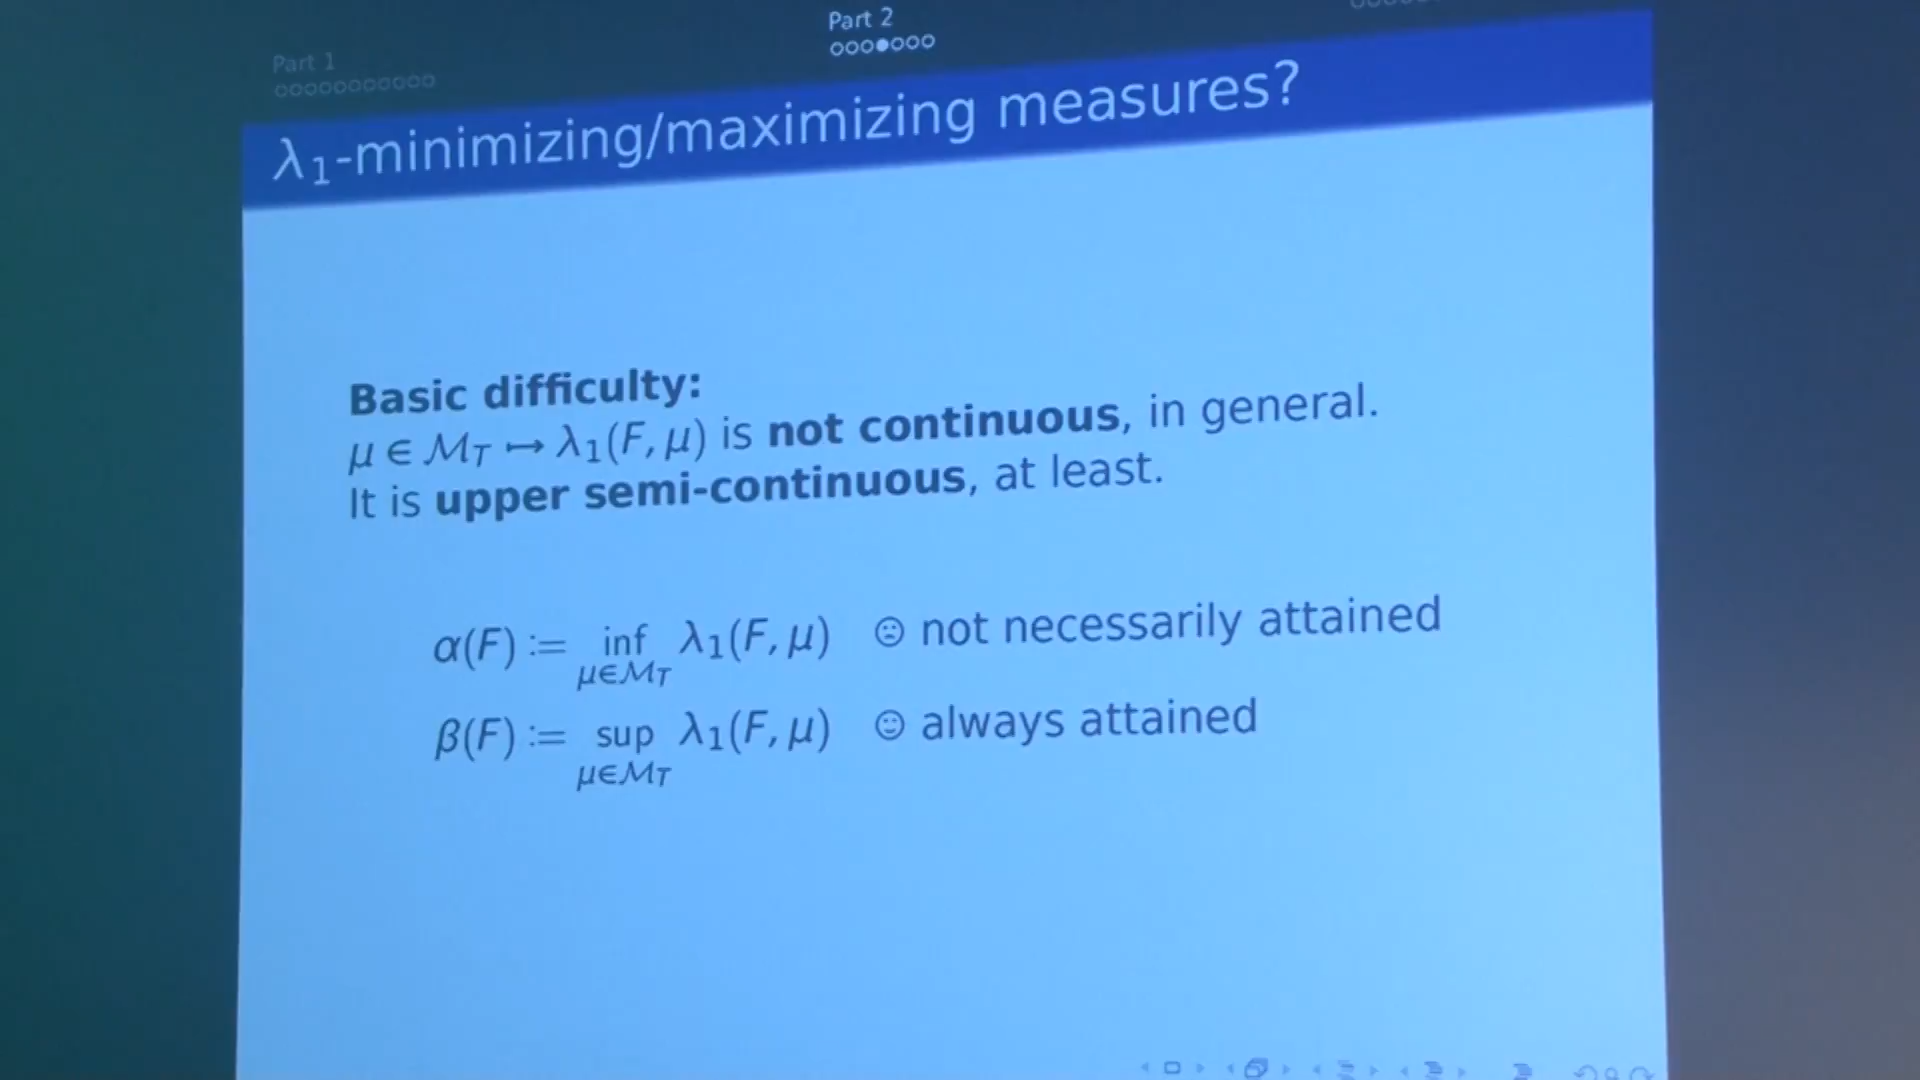 Part 1
Part 2
λ₁-minimizing/maximizing measures?
Basic difficulty:
μ ∈ ℳ_T ↦ λ₁(F, μ) is not continuous, in general.
It is upper semi-continuous, at least.
α(F) := inf_{μ∈ℳ_T} λ₁(F, μ) ☹ not necessarily attained
β(F) := sup_{μ∈ℳ_T} λ₁(F, μ) ☺ always attained